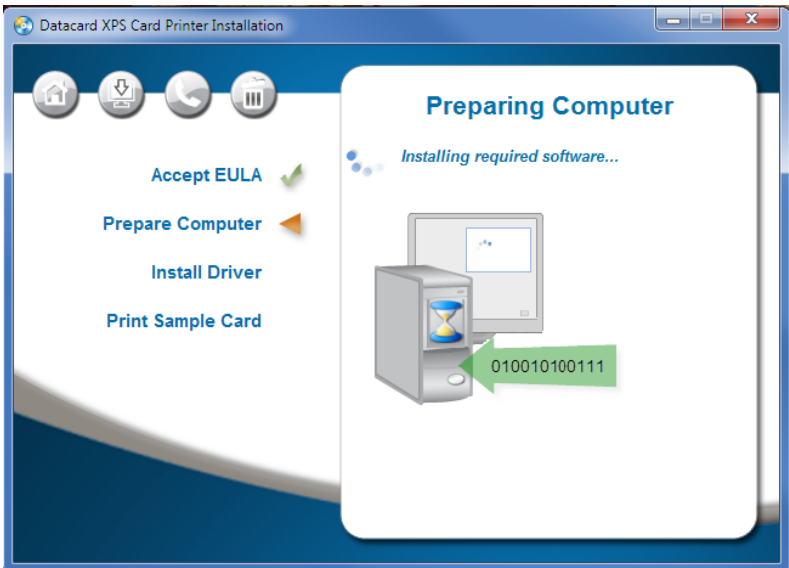 Datacard XPS Card Printer Installation
Preparing Computer
Installing required software...
Accept EULA
Prepare Computer
Install Driver
Print Sample Card
010010100111